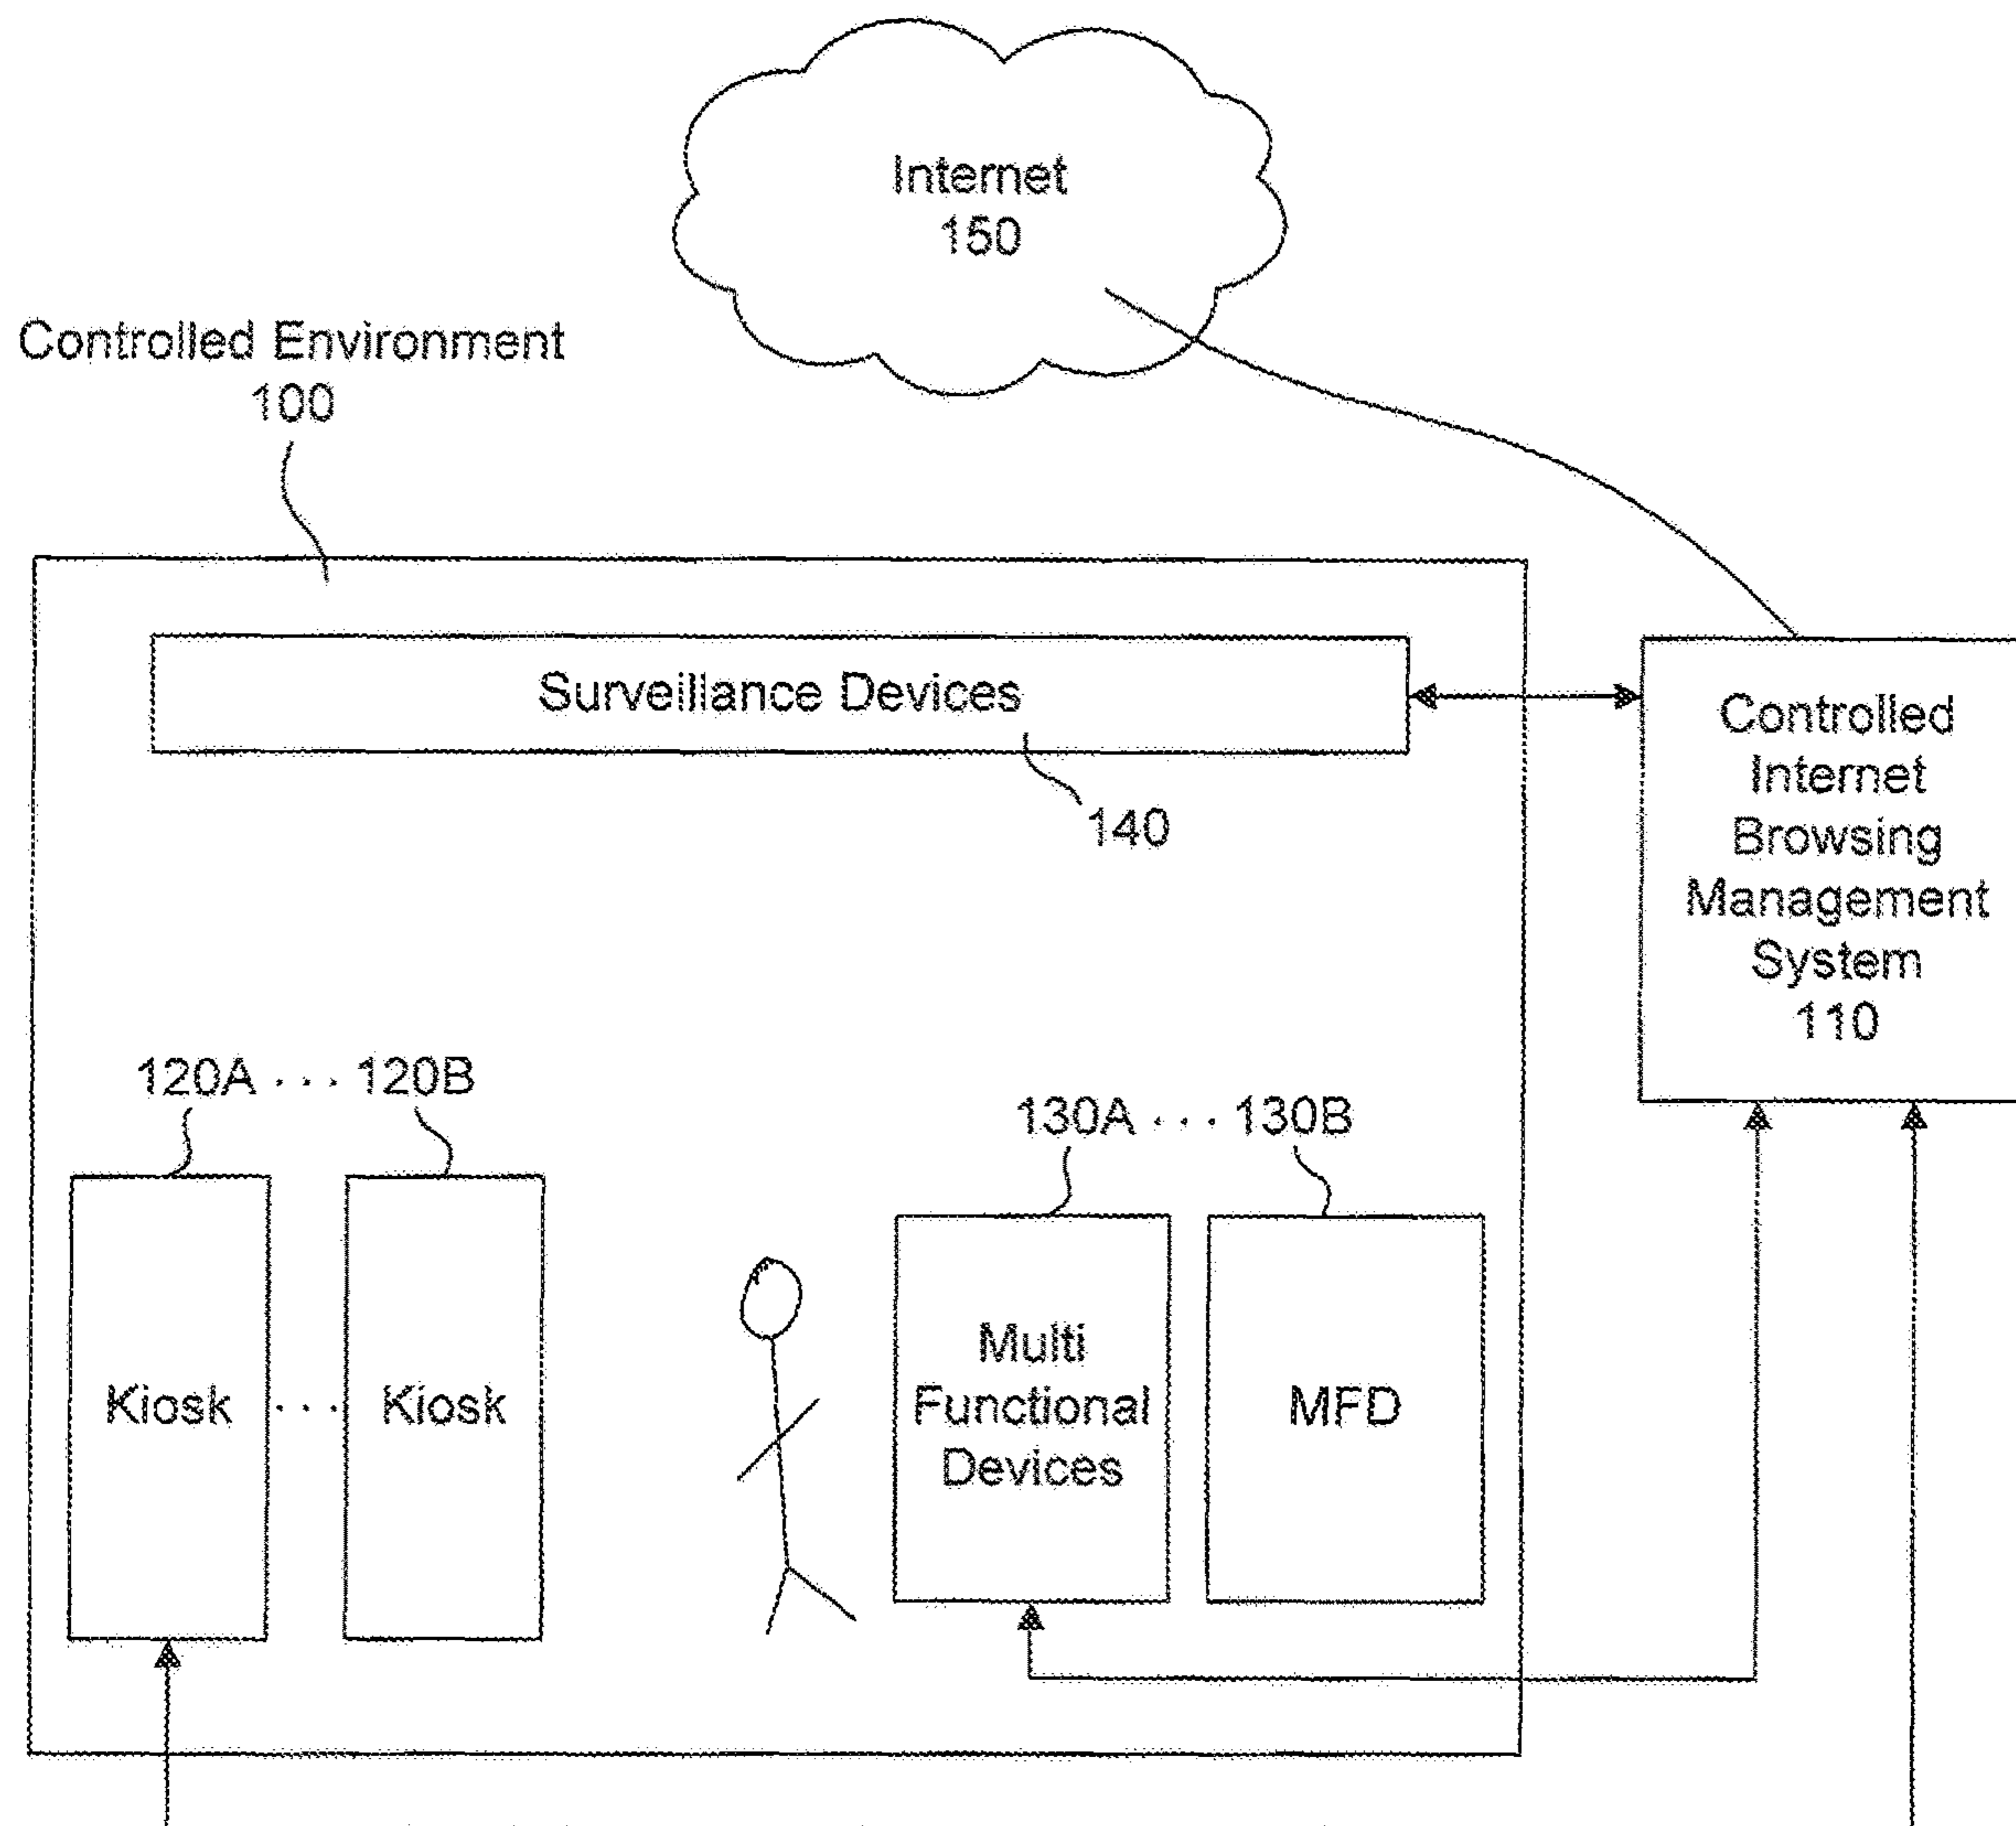 Internet
150
Controlled Environment
100
Surveillance Devices
140
Controlled
Internet
Browsing
Management
System
110
120A ... 120B
130A ... 130B
Kiosk ... Kiosk
Multi
Functional
Devices
MFD